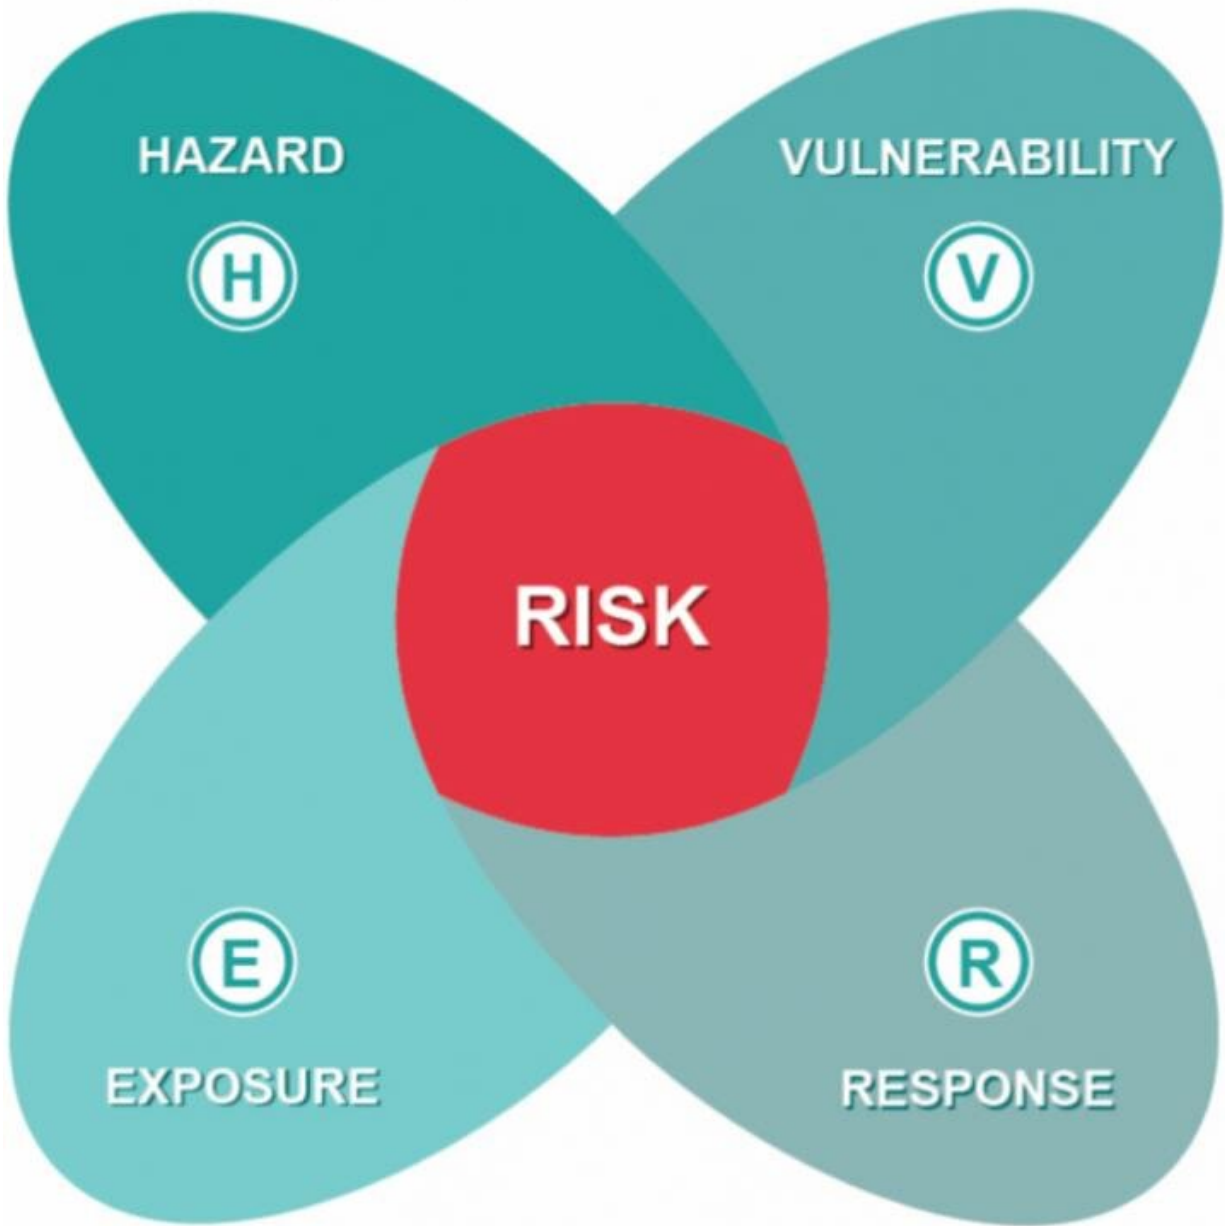 HAZARD
H
VULNERABILITY
V
RISK
E
EXPOSURE
R
RESPONSE